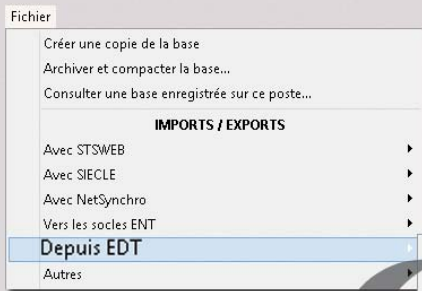 Fichier
Créer une copie de la base
Archiver et compacter la base...
Consulter une base enregistrée sur ce poste...
IMPORTS / EXPORTS
Avec STSWEB
Avec SIECLE
Avec NetSynchro
Vers les socles ENT
Depuis EDT
Autres